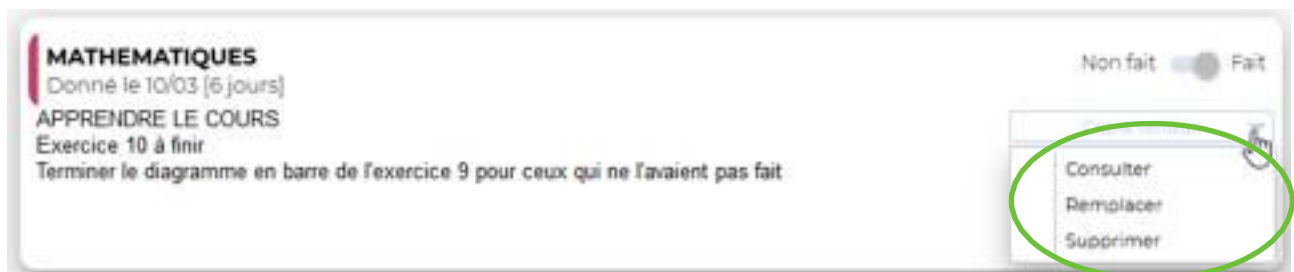 MATHEMATIQUES
Donné le 10/03 [6 jours]
Non fait Fait
APPRENDRE LE COURS
Exercice 10 à finir
Terminer le diagramme en barre de l'exercice 9 pour ceux qui ne l'avaient pas fait
Consulter
Remplacer
Supprimer